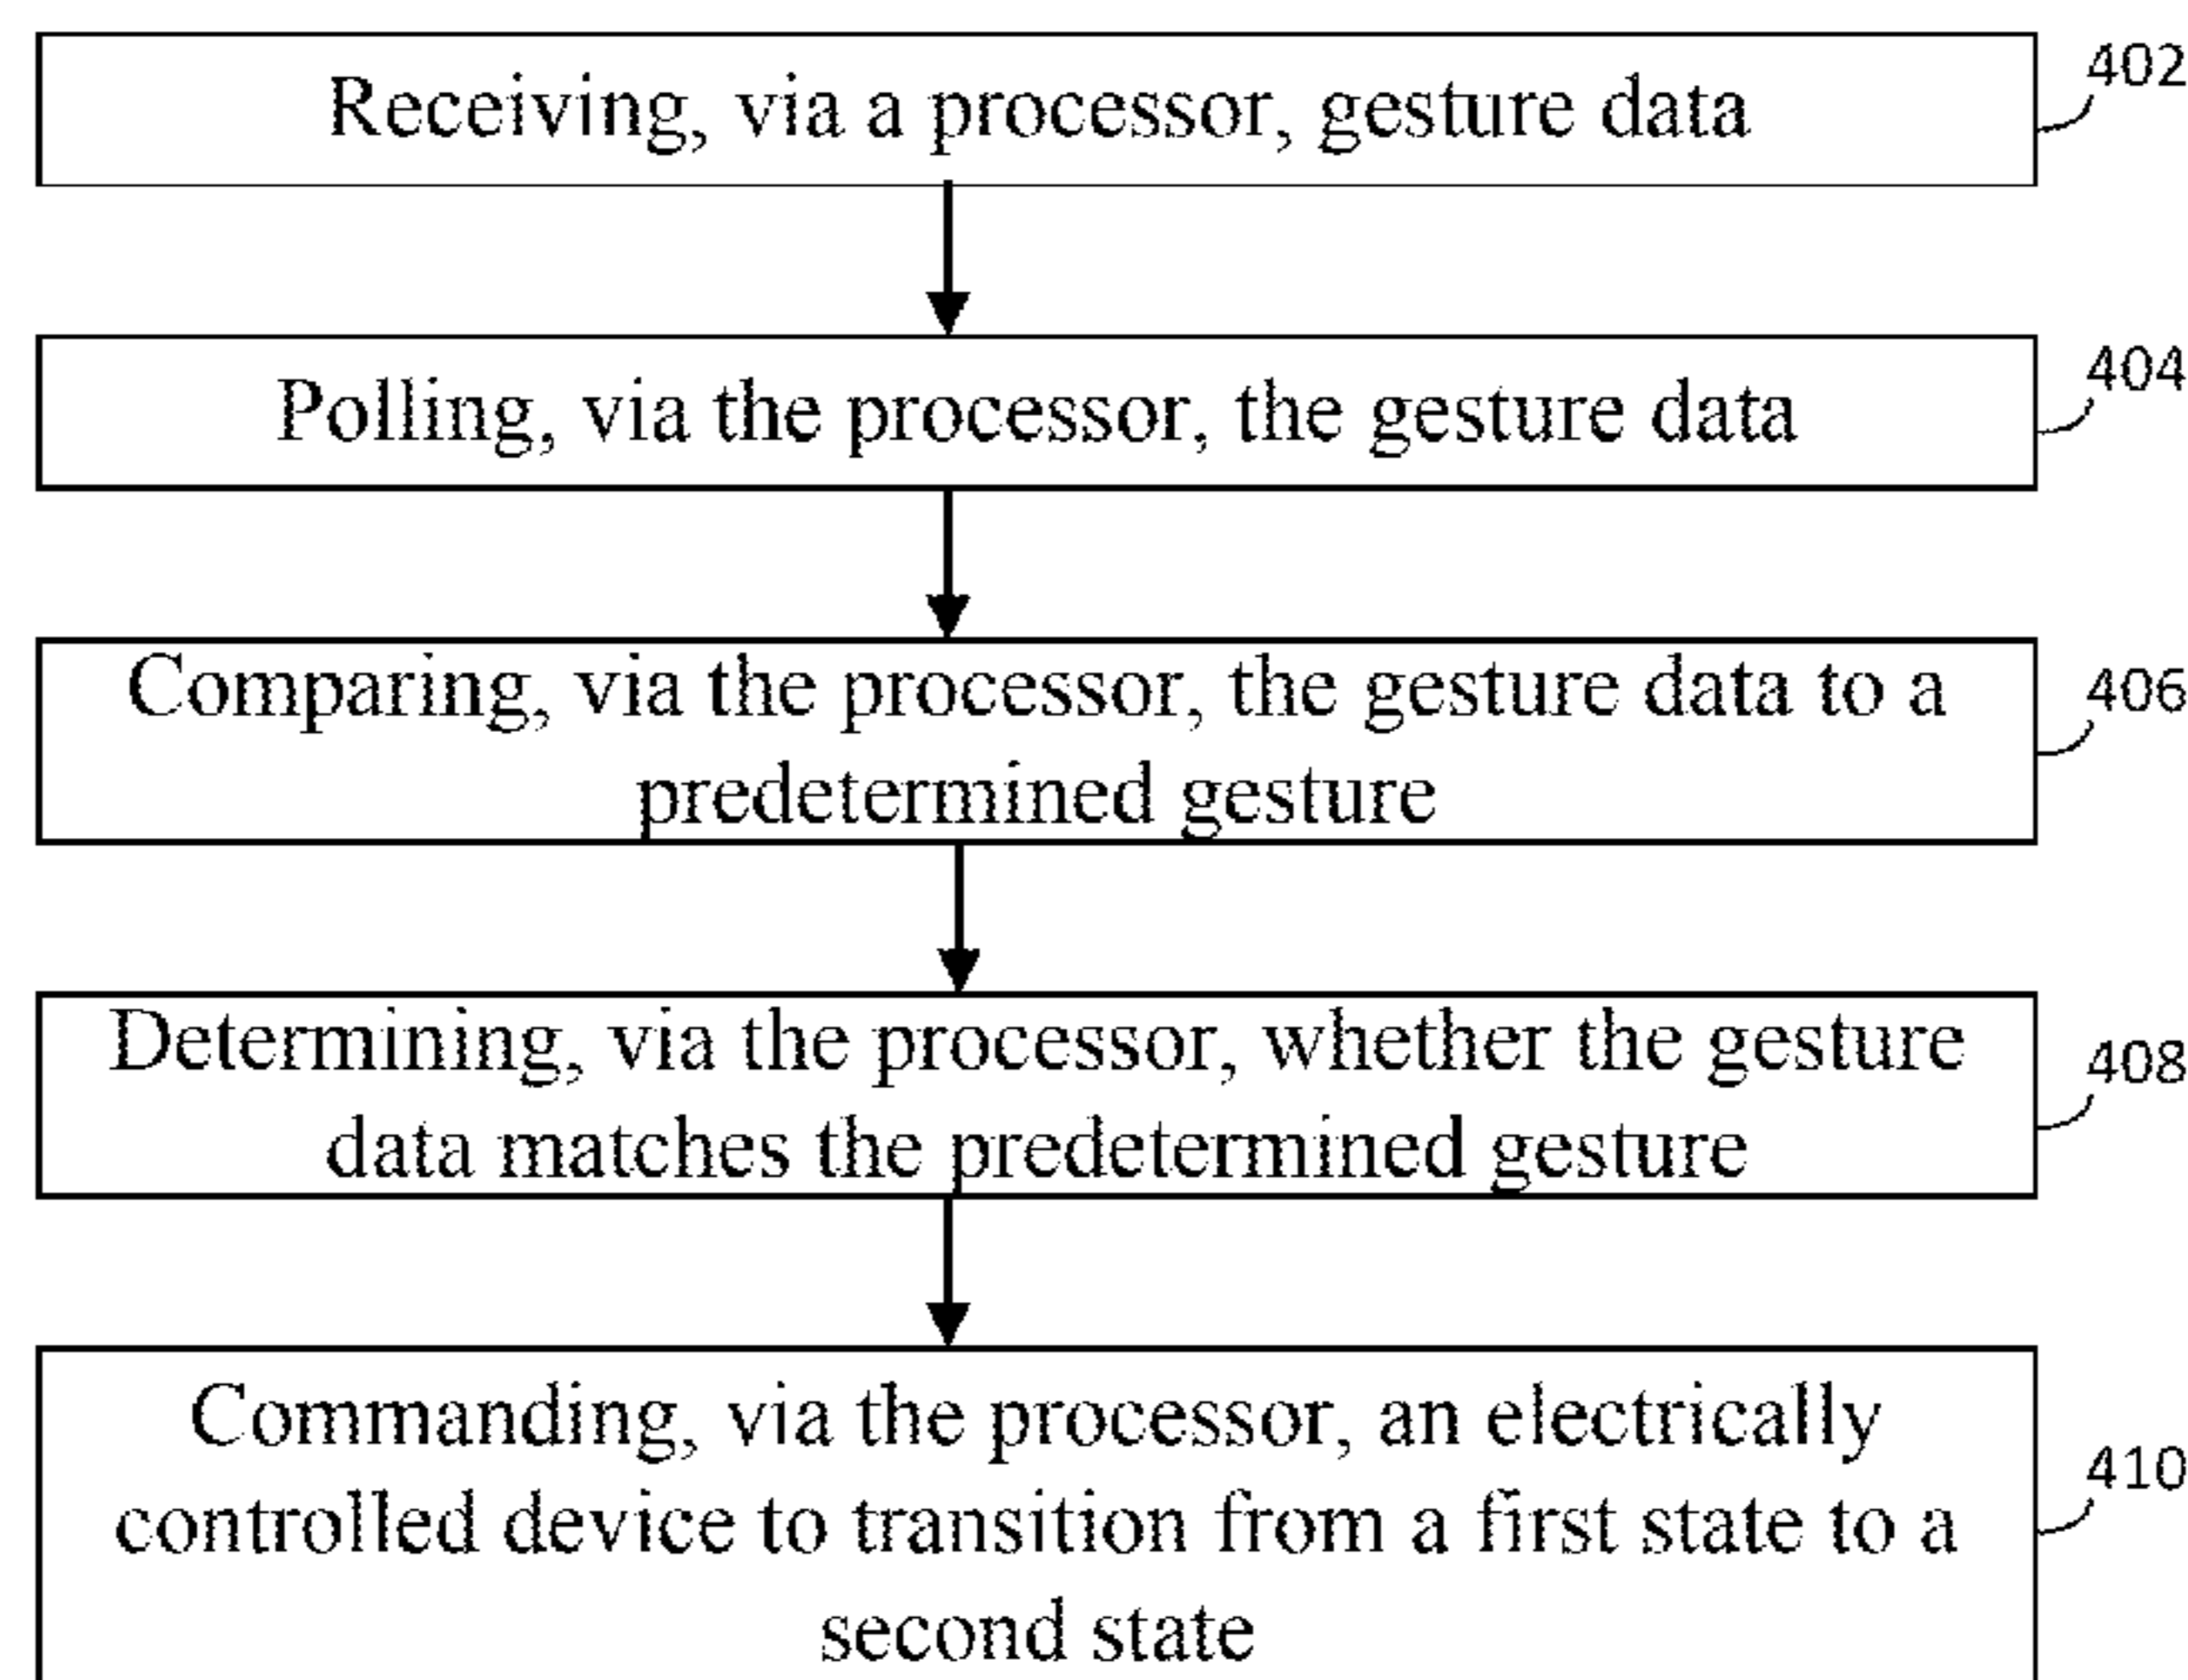 Receiving, via a processor, gesture data
402
Polling, via the processor, the gesture data
404
Comparing, via the processor, the gesture data to a
predetermined gesture
406
Determining, via the processor, whether the gesture
data matches the predetermined gesture
408
Commanding, via the processor, an electrically
controlled device to transition from a first state to a
second state
410